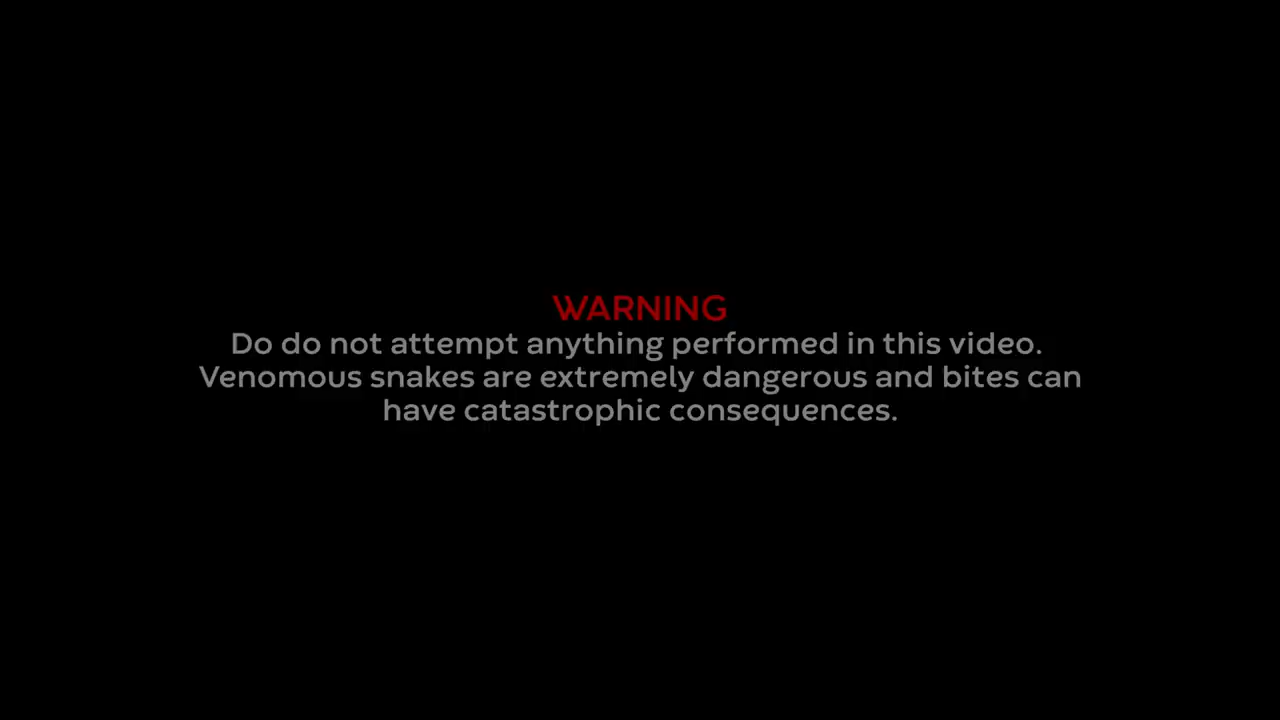 WARNING
Do do not attempt anything performed in this video.
Venomous snakes are extremely dangerous and bites can
have catastrophic consequences.